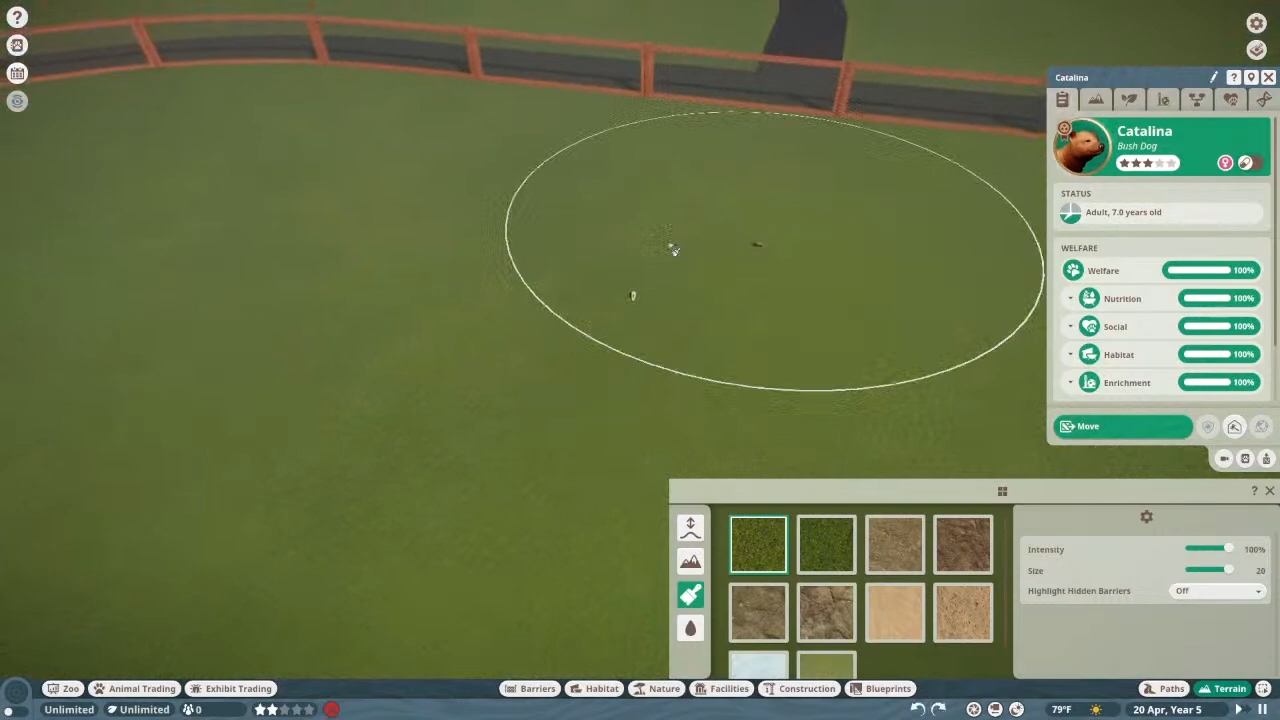 ?
Catalina
?
Catalina
Bush Dog
STATUS
Adult, 7.0 years old
WELFARE
Welfare 100%
Nutrition 100%
Social 100%
Habitat 100%
Enrichment 100%
Move
?
Intensity 100%
Size 20
Highlight Hidden Barriers Off
Zoo Animal Trading Exhibit Trading Barriers Habitat Nature Facilities Construction Blueprints Paths Terrain
Unlimited Unlimited 0 79°F 20 Apr, Year 5